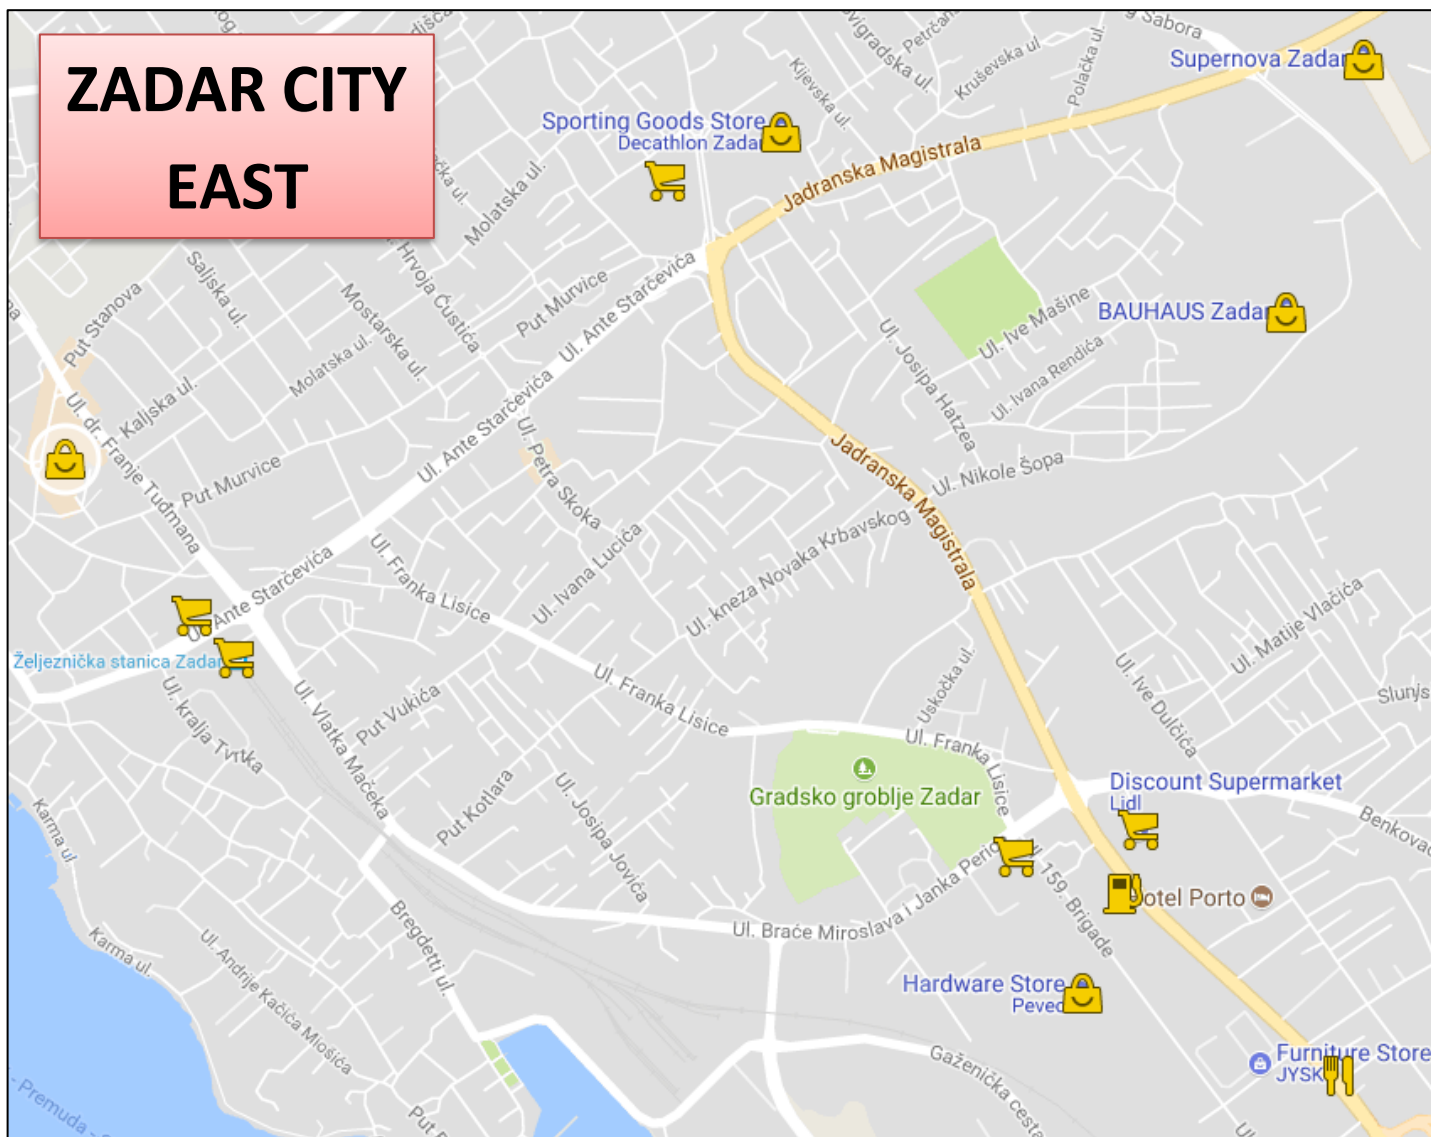 ZADAR CITY
EAST
g Sabora
Petrčan
Kruševska ul
Polačka ul.
Kijevska ul.
Supernova Zadar
Sporting Goods Store
Decathlon Zadar
Jadranska Magistrala
Molatska ul.
Hrvoja Ćustića
Saljska ul.
Put Stanova
Mostarska ul.
Put Murvice
Ul. Ante Starčevića
Molatska ul.
Kaljska ul.
Ul. dr. Franje Tuđmana
Put Murvice
Ul. Ante Starčevića
Ul. Petra Skoka
Ul. Josipa Hatzea
Ul. Ive Mašine
Ul. Ivana Rendića
BAUHAUS Zadar
Jadranska Magistrala
Ul. Nikole Šopa
Ul. kneza Novaka Krbavskog
Ul. Ivana Lucića
Ul. Franka Lisice
Ul. Ante Starčevića
Željeznička stanica Zadar
Ul. kralja Tvrtka
Ul. Vlatka Mačeka
Put Vukića
Ul. Franka Lisice
Uskočka ul.
Ul. Franka Lisice
Ul. Matije Vlačića
Ul. Ive Dulčića
Slunjs
Gradsko groblje Zadar
Discount Supermarket
Lidl
Benkovac
Karma ul
Put Kotlara
Ul. Josipa Jovića
Ul. Braće Miroslava i Janka Peric
Ul. 159. Brigade
otel Porto
Karma ul.
Bregdetti ul.
Ul. Andrije Kačića Miošića
Hardware Store
Pevec
Gaženička cesta
Furniture Store
JYSK
- Premuda -
Put
Ul.